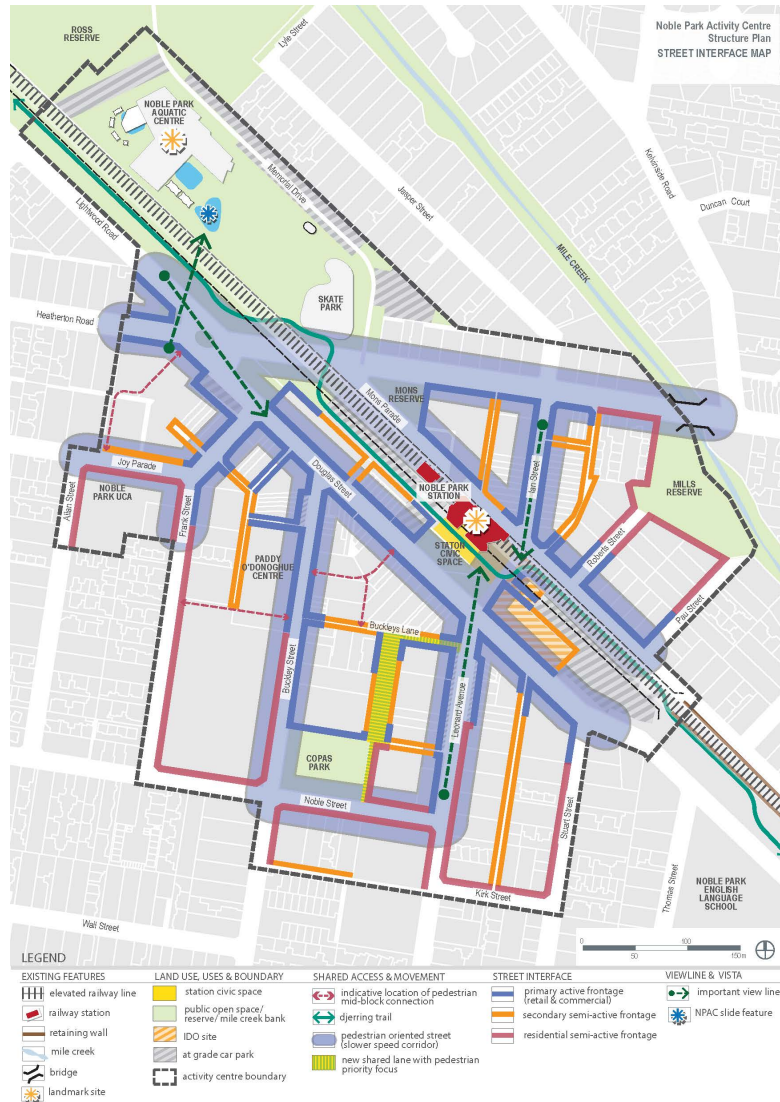 Noble Park Activity Centre
Structure Plan
STREET INTERFACE MAP
ROSS
RESERVE
Lyle Street
NOBLE PARK
AQUATIC
CENTRE
Kelvinside Road
Memorial Drive
Jasper Street
Duncan Court
Lightwood Road
MILE CREEK
SKATE
PARK
Heatherton Road
Mons Parade
MONS
RESERVE
Joy Parade
Douglas Street
NOBLE PARK
STATION
Ian Street
Allan Street
NOBLE
PARK UCA
Frank Street
MILLS
RESERVE
STATON
CIVIC
SPACE
Roberts Street
PADDY
O'DONOGHUE
CENTRE
Pau Street
Buckleys Lane
Buckley Street
Leonard Avenue
COPAS
PARK
Noble Street
Stuart Street
Kirk Street
Thomas Street
NOBLE PARK
ENGLISH
LANGUAGE
SCHOOL
Wall Street
0 100
50 150m
LEGEND
EXISTING FEATURES
elevated railway line
railway station
retaining wall
mile creek
bridge
landmark site
LAND USE, USES & BOUNDARY
station civic space
public open space/
reserve/ mile creek bank
IDO site
at grade car park
activity centre boundary
SHARED ACCESS & MOVEMENT
indicative location of pedestrian
mid-block connection
djerring trail
pedestrian oriented street
(slower speed corridor)
new shared lane with pedestrian
priority focus
STREET INTERFACE
primary active frontage
(retail & commercial)
secondary semi-active frontage
residential semi-active frontage
VIEWLINE & VISTA
important view line
NPAC slide feature